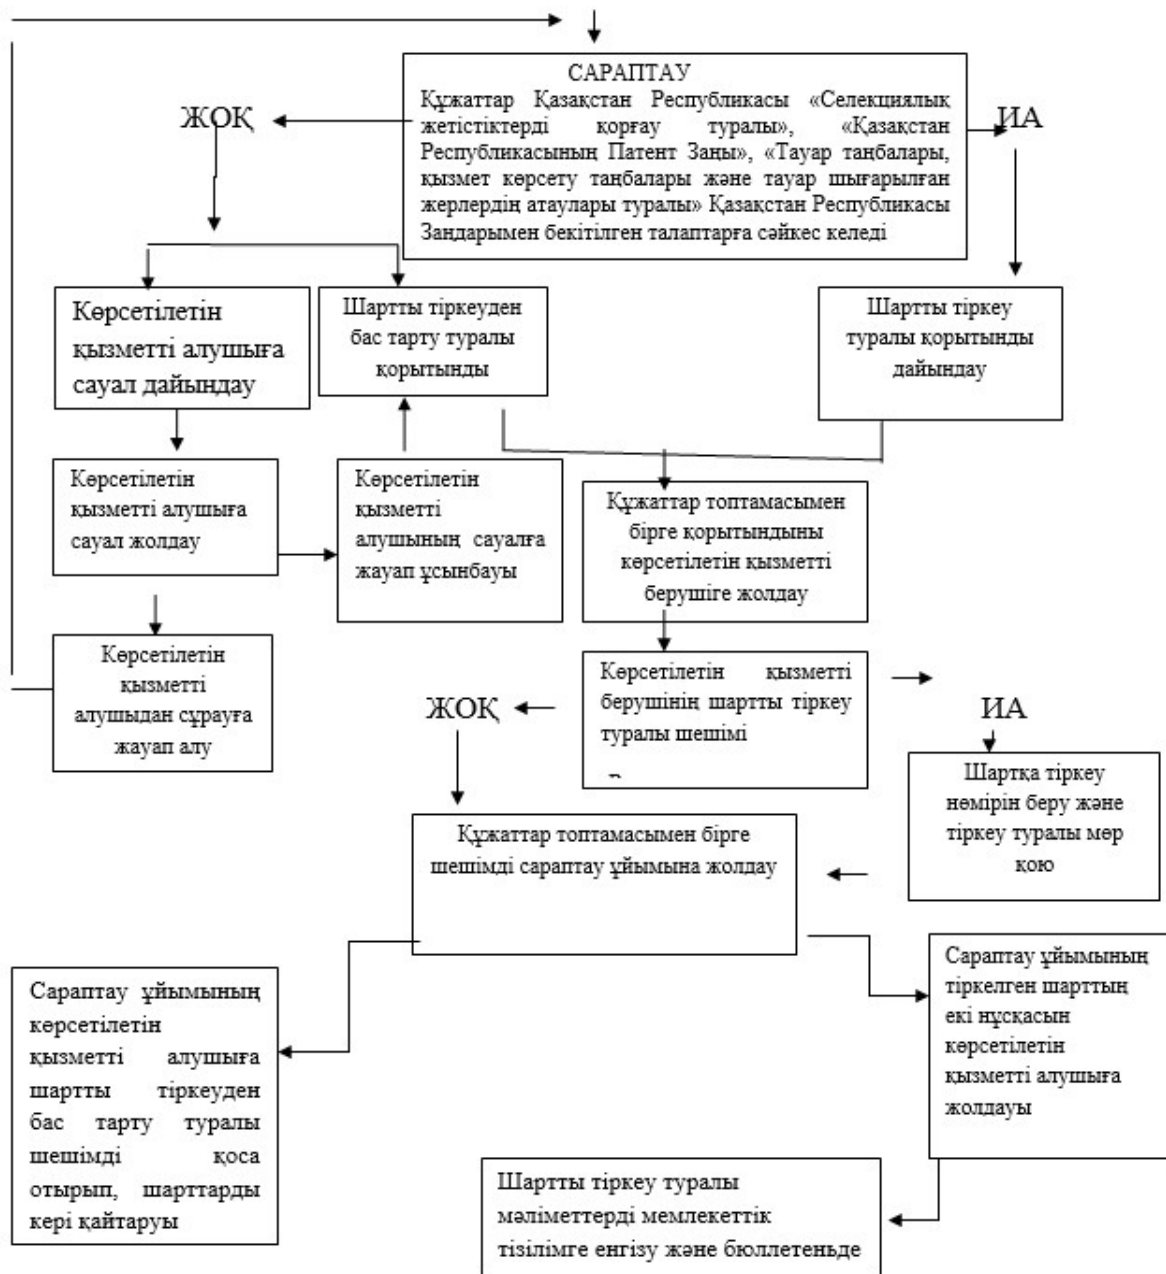 САРАПТАУ
Құжаттар Қазақстан Республикасы «Селекциялық
жетістіктерді қорғау туралы», «Қазақстан
Республикасының Патент Заңы», «Тауар таңбалары,
қызмет көрсету таңбалары және тауар шығарылған
жерлердің атаулары туралы» Қазақстан Республикасы
Заңдарымен бекітілген талаптарға сәйкес келеді
ЖОҚ
ИА
Көрсетілетін
қызметті алушыға
сауал дайындау
Шартты тіркеуден
бас тарту туралы
қорытынды
Шартты тіркеу
туралы қорытынды
дайындау
Көрсетілетін
қызметті алушыға
сауал жолдау
Көрсетілетін
қызметті
алушының сауалға
жауап ұсынбауы
Құжаттар топтамасымен
бірге қорытындыны
көрсетілетін қызметті
берушіге жолдау
Көрсетілетін
қызметті
алушыдан сұрауға
жауап алу
Көрсетілетін қызметті
берушінің шартты тіркеу
туралы шешімі
ЖОҚ
ИА
Шартқа тіркеу
нөмірін беру және
тіркеу туралы мөр
қою
Құжаттар топтамасымен бірге
шешімді сараптау ұйымына жолдау
Сараптау ұйымының
көрсетілетін
қызметті алушыға
шартты тіркеуден
бас тарту туралы
шешімді қоса
отырып, шарттарды
кері қайтаруы
Сараптау ұйымының
тіркелген шарттың
екі нұсқасын
көрсетілетін
қызметті алушыға
жолдауы
Шартты тіркеу туралы
мәліметтерді мемлекеттік
тізілімге енгізу және бюллетеньде